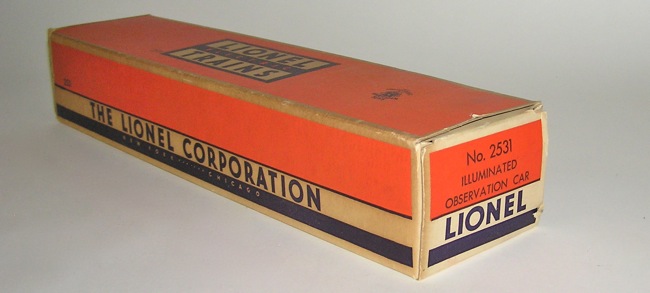 LIONEL
TRAINS
THE LIONEL CORPORATION
NEW YORK CHICAGO
No. 2531
ILLUMINATED
OBSERVATION CAR
LIONEL